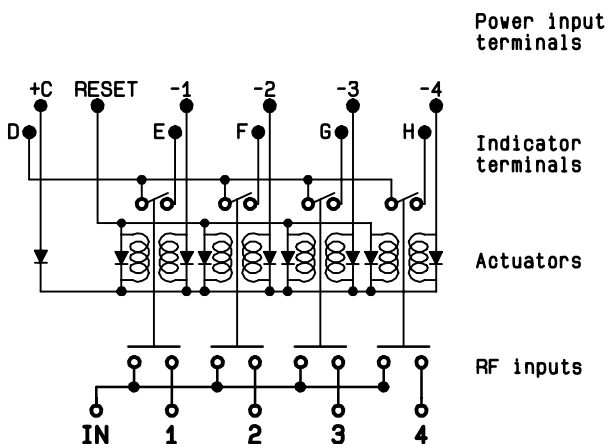 Power input
terminals
+C RESET -1 -2 -3 -4
D E F G H
Indicator
terminals
Actuators
RF inputs
IN 1 2 3 4